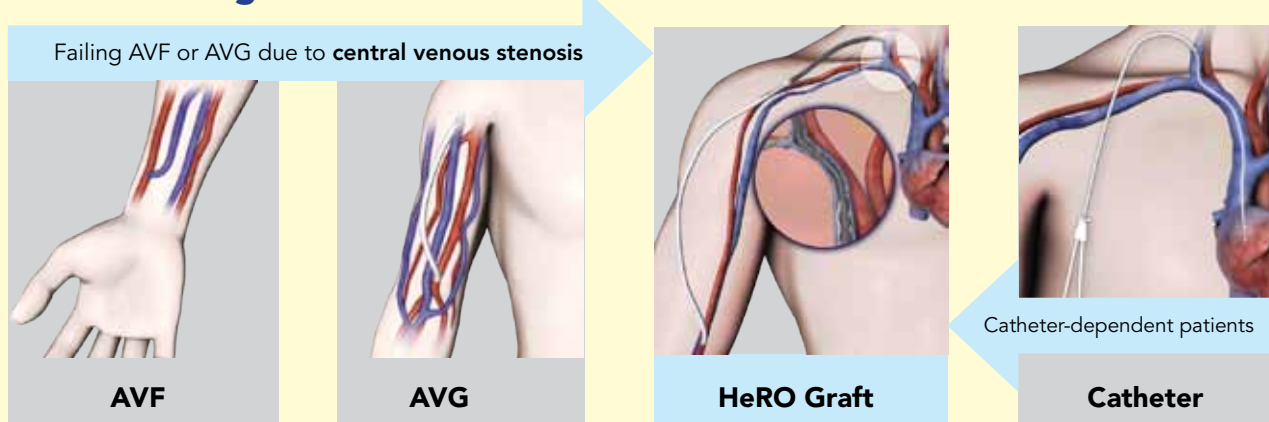 Failing AVF or AVG due to central venous stenosis
Catheter-dependent patients
AVF
AVG
HeRO Graft
Catheter